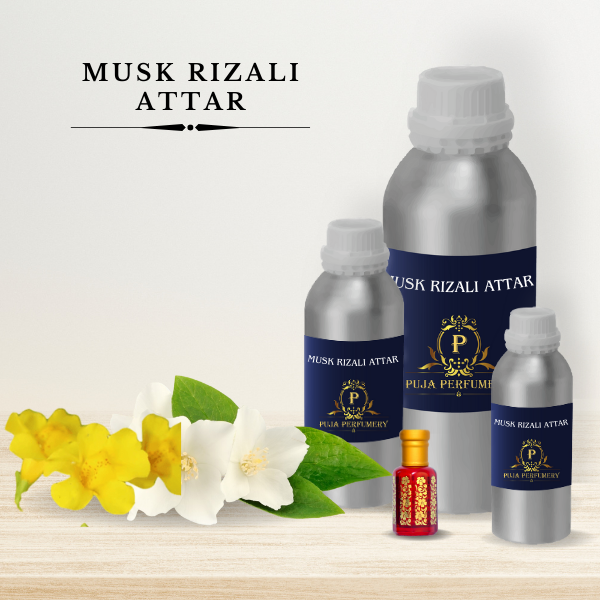 MUSK RIZALI
ATTAR
MUSK RIZALI ATTAR
P
PUJA PERFUMERY
&
MUSK RIZALI ATTAR
P
PUJA PERFUMERY
&
MUSK RIZALI ATTAR
P
PUJA PERFUMERY
&